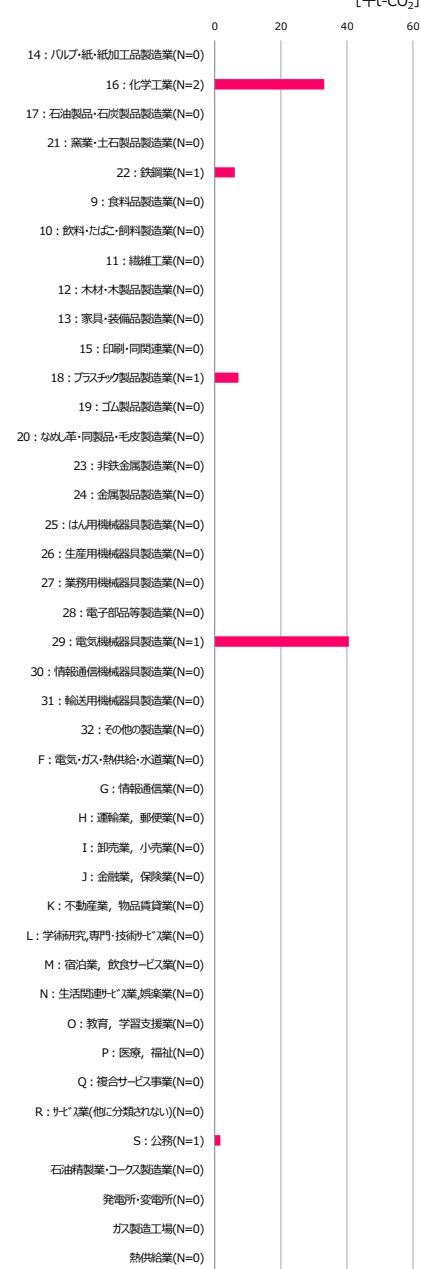 [千t-CO₂]
0 20 40 60
14：パルプ・紙・紙加工品製造業(N=0)
16：化学工業(N=2)
17：石油製品・石炭製品製造業(N=0)
21：窯業・土石製品製造業(N=0)
22：鉄鋼業(N=1)
9：食料品製造業(N=0)
10：飲料・たばこ・飼料製造業(N=0)
11：繊維工業(N=0)
12：木材・木製品製造業(N=0)
13：家具・装備品製造業(N=0)
15：印刷・同関連業(N=0)
18：プラスチック製品製造業(N=1)
19：ゴム製品製造業(N=0)
20：なめし革・同製品・毛皮製造業(N=0)
23：非鉄金属製造業(N=0)
24：金属製品製造業(N=0)
25：はん用機械器具製造業(N=0)
26：生産用機械器具製造業(N=0)
27：業務用機械器具製造業(N=0)
28：電子部品等製造業(N=0)
29：電気機械器具製造業(N=1)
30：情報通信機械器具製造業(N=0)
31：輸送用機械器具製造業(N=0)
32：その他の製造業(N=0)
F：電気・ガス・熱供給・水道業(N=0)
G：情報通信業(N=0)
H：運輸業，郵便業(N=0)
I：卸売業，小売業(N=0)
J：金融業，保険業(N=0)
K：不動産業，物品賃貸業(N=0)
L：学術研究,専門・技術ｻｰﾋﾞｽ業(N=0)
M：宿泊業，飲食サービス業(N=0)
N：生活関連ｻｰﾋﾞｽ業,娯楽業(N=0)
O：教育，学習支援業(N=0)
P：医療，福祉(N=0)
Q：複合サービス事業(N=0)
R：ｻｰﾋﾞｽ業(他に分類されない)(N=0)
S：公務(N=1)
石油精製業・コークス製造業(N=0)
発電所・変電所(N=0)
ガス製造工場(N=0)
熱供給業(N=0)